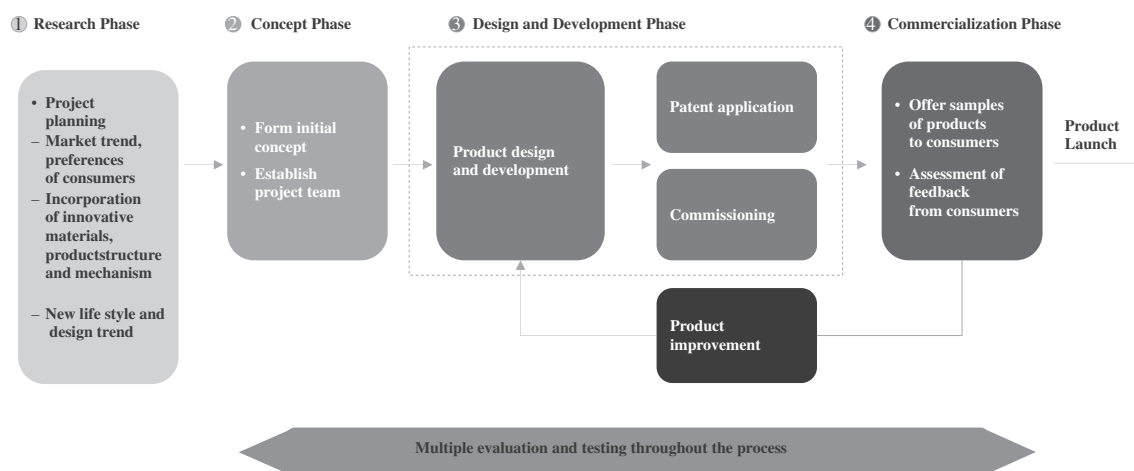 1 Research Phase
2 Concept Phase
3 Design and Development Phase
4 Commercialization Phase
• Project
planning
– Market trend,
preferences
of consumers
– Incorporation
of innovative
materials,
productstructure
and mechanism
– New life style and
design trend
• Form initial
concept
• Establish
project team
Product design
and development
Patent application
Commissioning
• Offer samples
of products
to consumers
• Assessment of
feedback
from consumers
Product
Launch
Product
improvement
Multiple evaluation and testing throughout the process